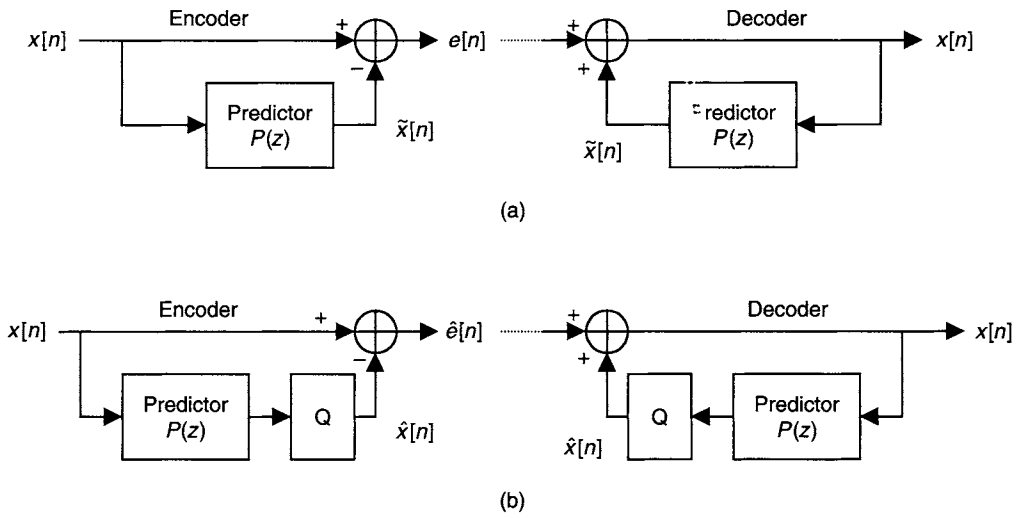 Encoder
Decoder
x[n]
+
−
e[n]
+
+
x[n]
Predictor
P(z)
x̃[n]
x̃[n]
redictor
P(z)
(a)
Encoder
Decoder
x[n]
+
−
ê[n]
+
+
x[n]
Predictor
P(z)
Q
x̂[n]
x̂[n]
Q
Predictor
P(z)
(b)